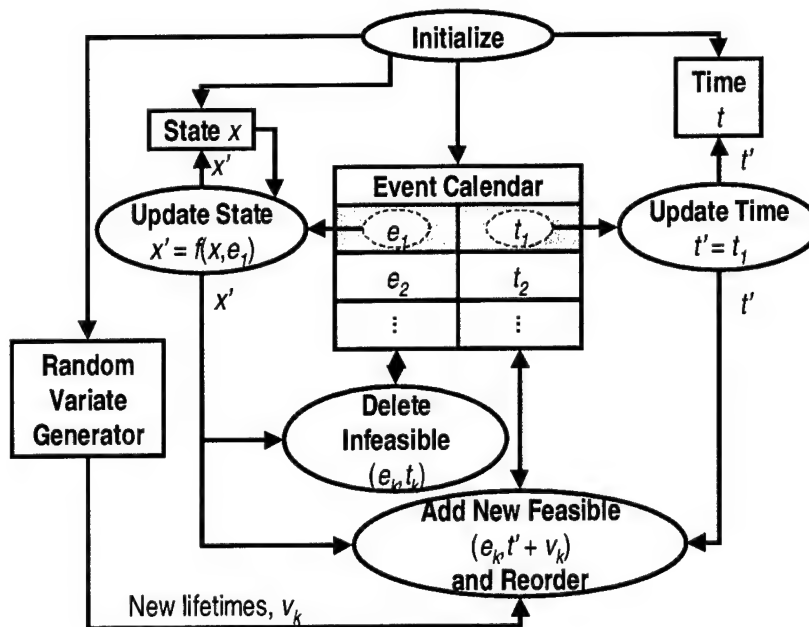 Initialize
State x
Time
t
x'
t'
Event Calendar
Update State
x' = f(x,e₁)
e₁
t₁
Update Time
t' = t₁
e₂
t₂
x'
t'
⋮
⋮
Random
Variate
Generator
Delete
Infeasible
(eₖ, tₖ)
Add New Feasible
(eₖ, t' + vₖ)
and Reorder
New lifetimes, vₖ